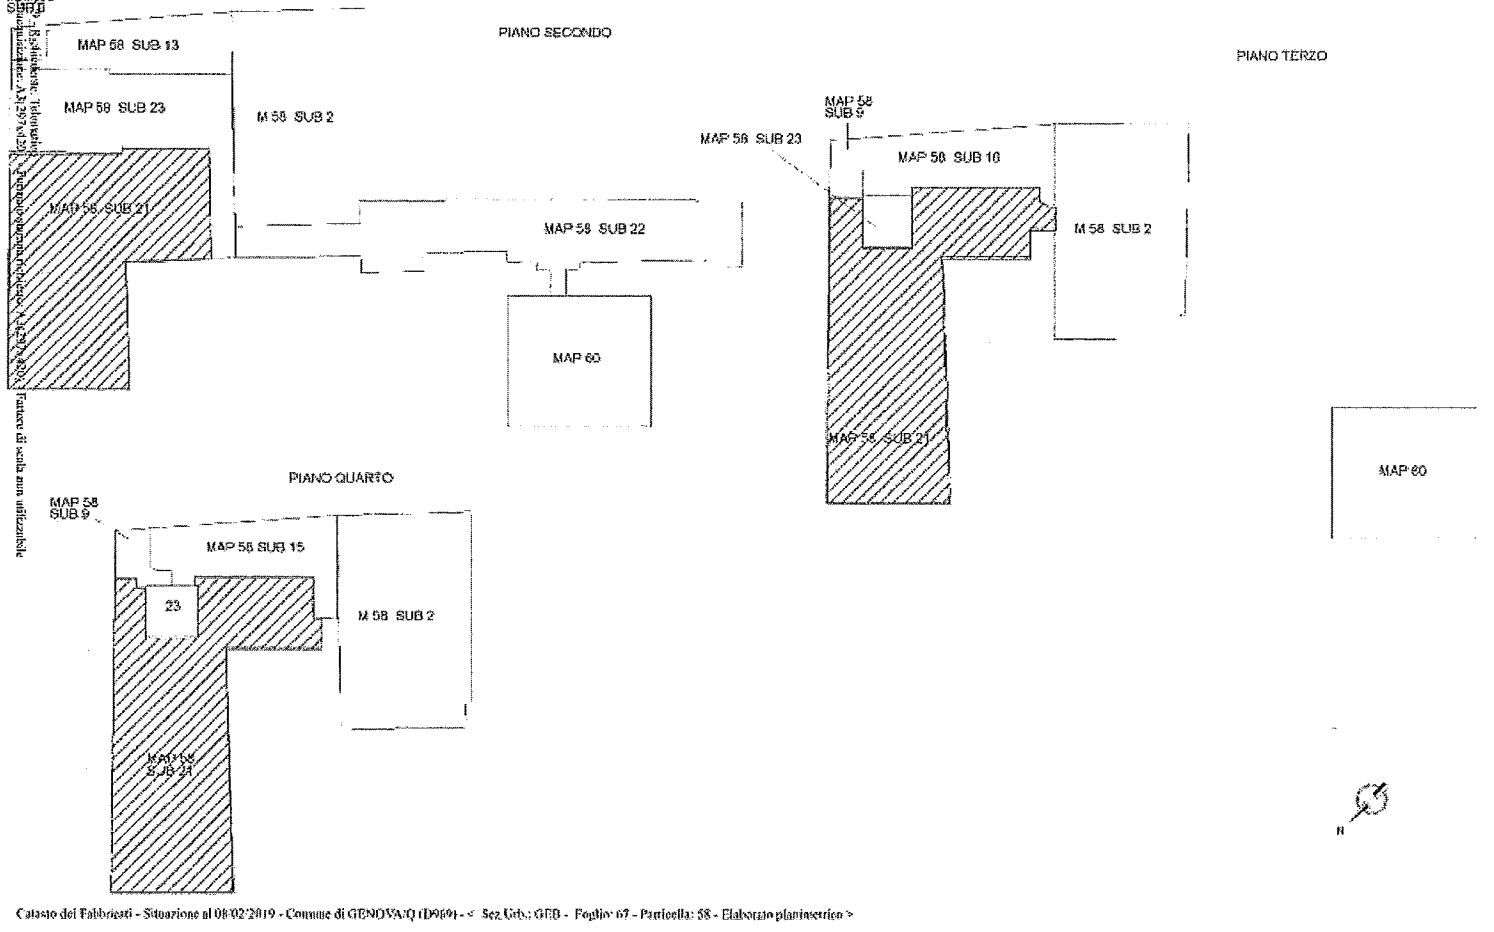 SUB 8
MAP 58 SUB 13
PIANO SECONDO
MAP 58 SUB 23
M 58 SUB 2
MAP 58 SUB 21
MAP 58 SUB 22
MAP 60
PIANO TERZO
MAP 58
SUB 9
MAP 58 SUB 23
MAP 58 SUB 10
M 58 SUB 2
MAP 58 SUB 21
MAP 60
PIANO QUARTO
MAP 58
SUB 9
MAP 58 SUB 15
23
M 58 SUB 2
MAP 58
SUB 21
N
Fattore di scala non utilizzabile
Catasto dei Fabbricati - Situazione al 08/02/2019 - Comune di GENOVA/Q (D969) - < Sez.Urb.: GEB - Foglio: 67 - Particella: 58 - Elaborato planimetrico >